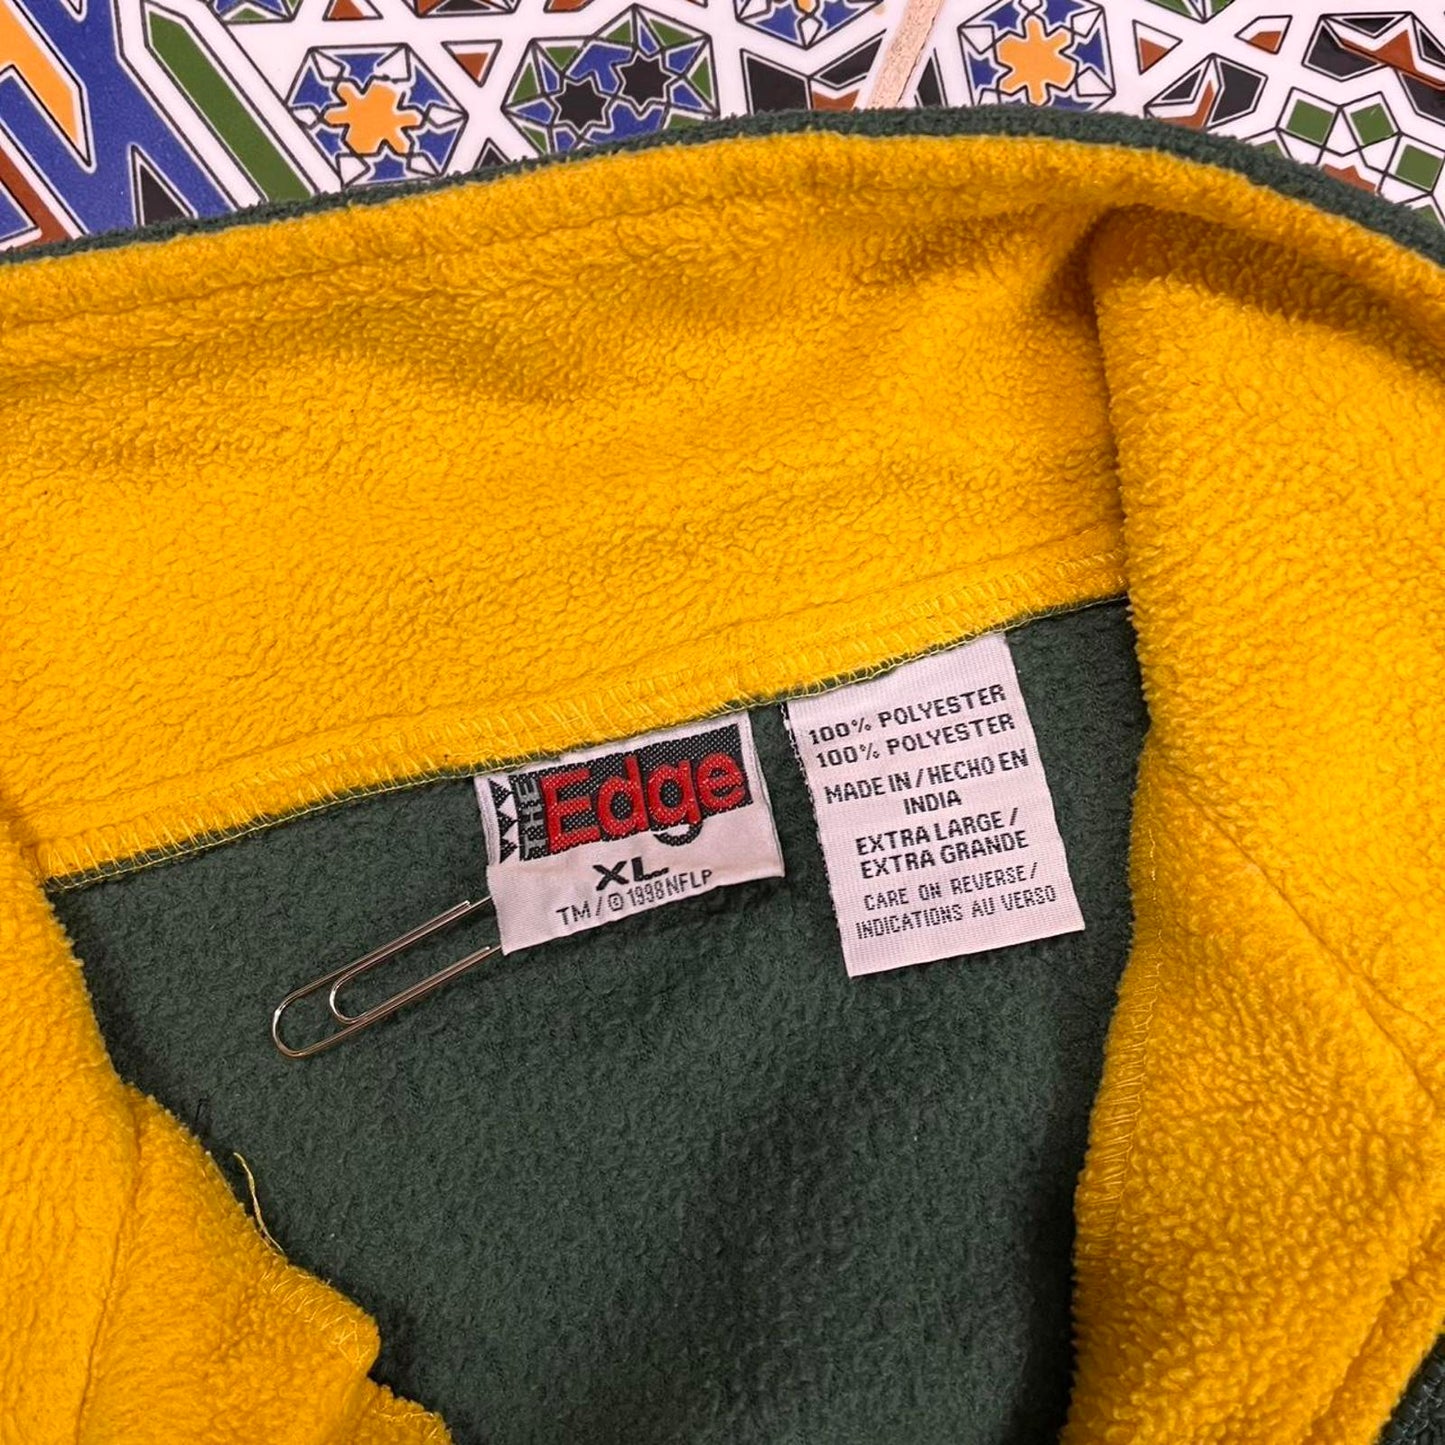 THE Edge
XL
TM/© 1998 NFLP
100% POLYESTER
100% POLYESTER
MADE IN/HECHO EN
INDIA
EXTRA LARGE/
EXTRA GRANDE
CARE ON REVERSE/
INDICATIONS AU VERSO